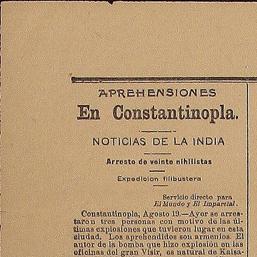 APREHENSIONES
En Constantinopla.
NOTICIAS DE LA INDIA
Arresto de veinte nihilistas
Expedicion filibustera
Servicio directo para
El Mundo y El Imparcial.
Constantinopla, Agosto 19.—Ayer se arres-
taron tres personas con motivo de las úl-
timas explosiones que tuvieron lugar en esta
ciudad. Los aprehendidos son armenios. El
autor de la bomba que hizo explosión en las
oficinas del gran Visir, es natural de Kaisa-